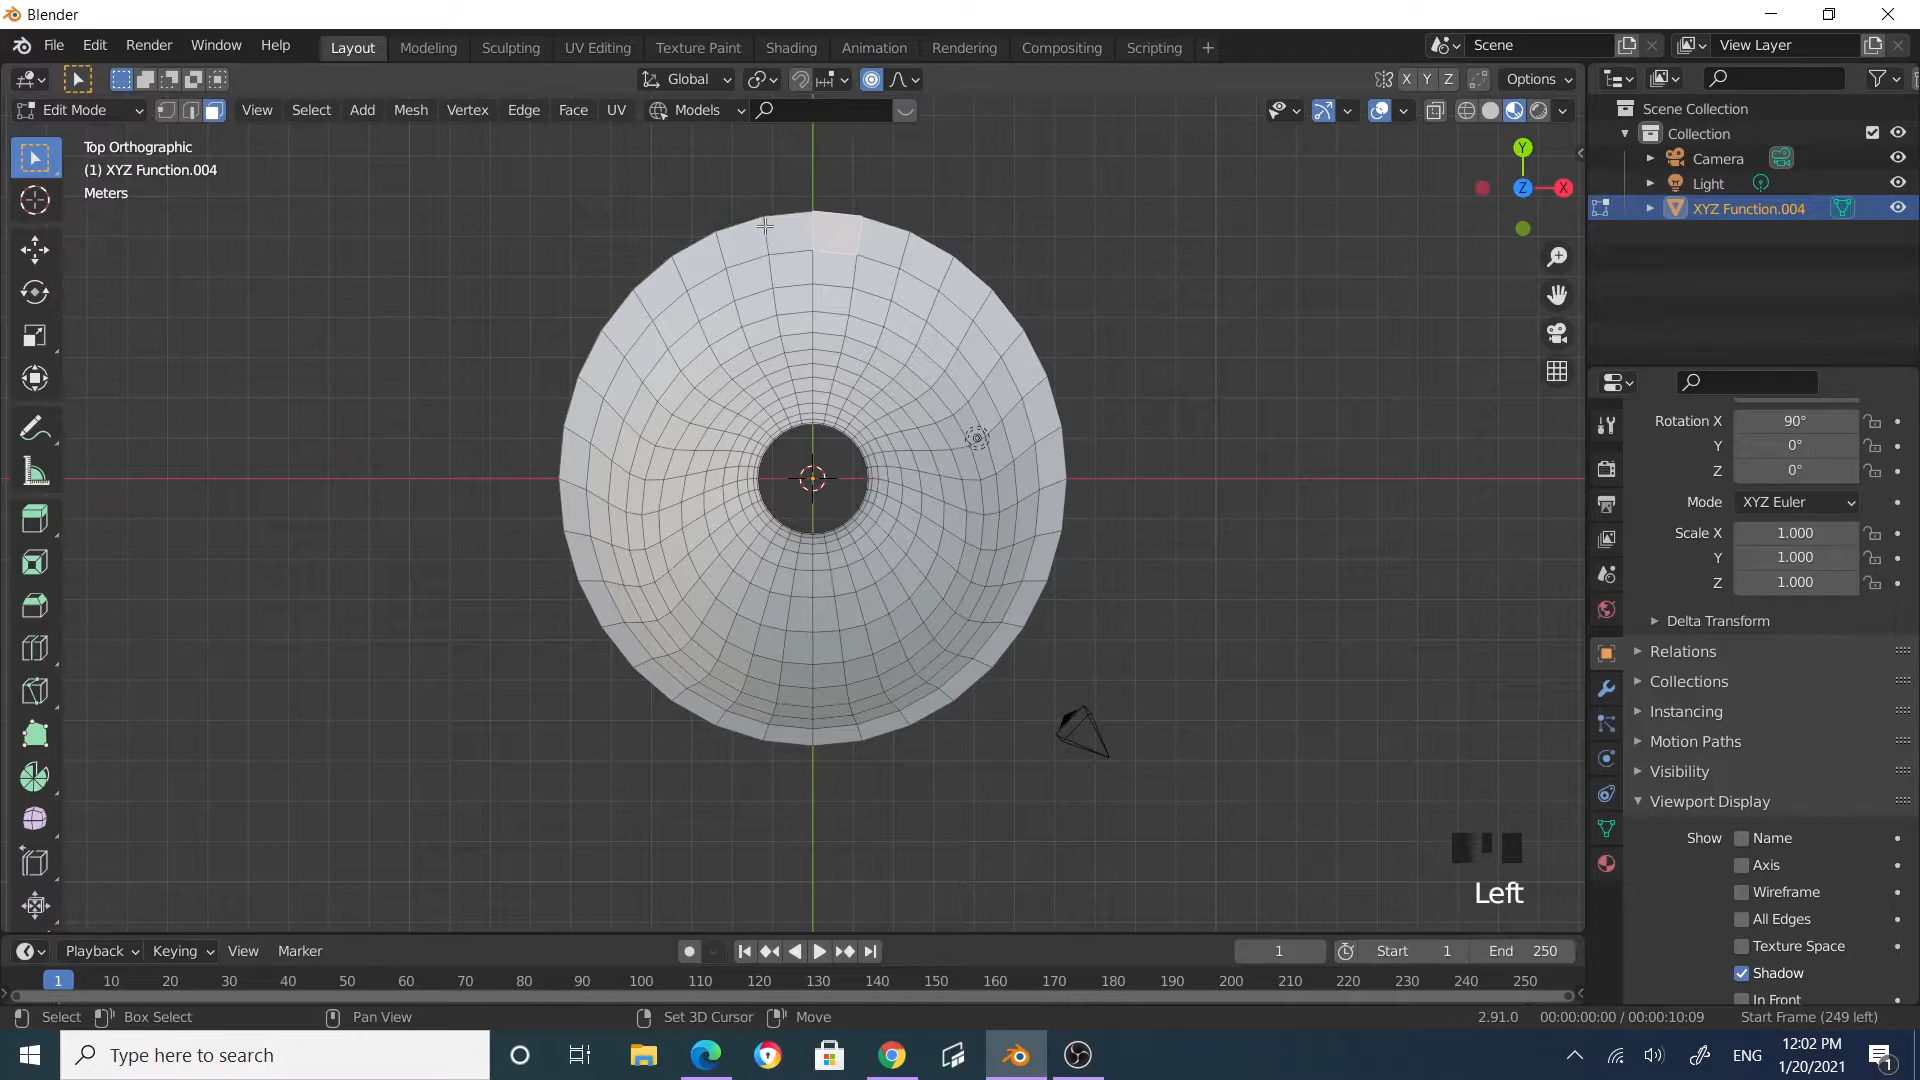 Blender
File Edit Render Window Help Layout Modeling Sculpting UV Editing Texture Paint Shading Animation Rendering Compositing Scripting + Scene View Layer
Global X Y Z Options
Edit Mode View Select Add Mesh Vertex Edge Face UV Models
Top Orthographic
(1) XYZ Function.004
Meters
Y
Z X
Left
Scene Collection
Collection
Camera
Light
XYZ Function.004
Rotation X 90°
Y 0°
Z 0°
Mode XYZ Euler
Scale X 1.000
Y 1.000
Z 1.000
Delta Transform
Relations
Collections
Instancing
Motion Paths
Visibility
Viewport Display
Show Name
Axis
Wireframe
All Edges
Texture Space
Shadow
In Front
Playback Keying View Marker 1 Start 1 End 250
1 10 20 30 40 50 60 70 80 90 100 110 120 130 140 150 160 170 180 190 200 210 220 230 240 250
Select Box Select Pan View Set 3D Cursor Move 2.91.0 00:00:00:00 / 00:00:10:09 Start Frame (249 left)
Type here to search ENG 12:02 PM 1
1/20/2021